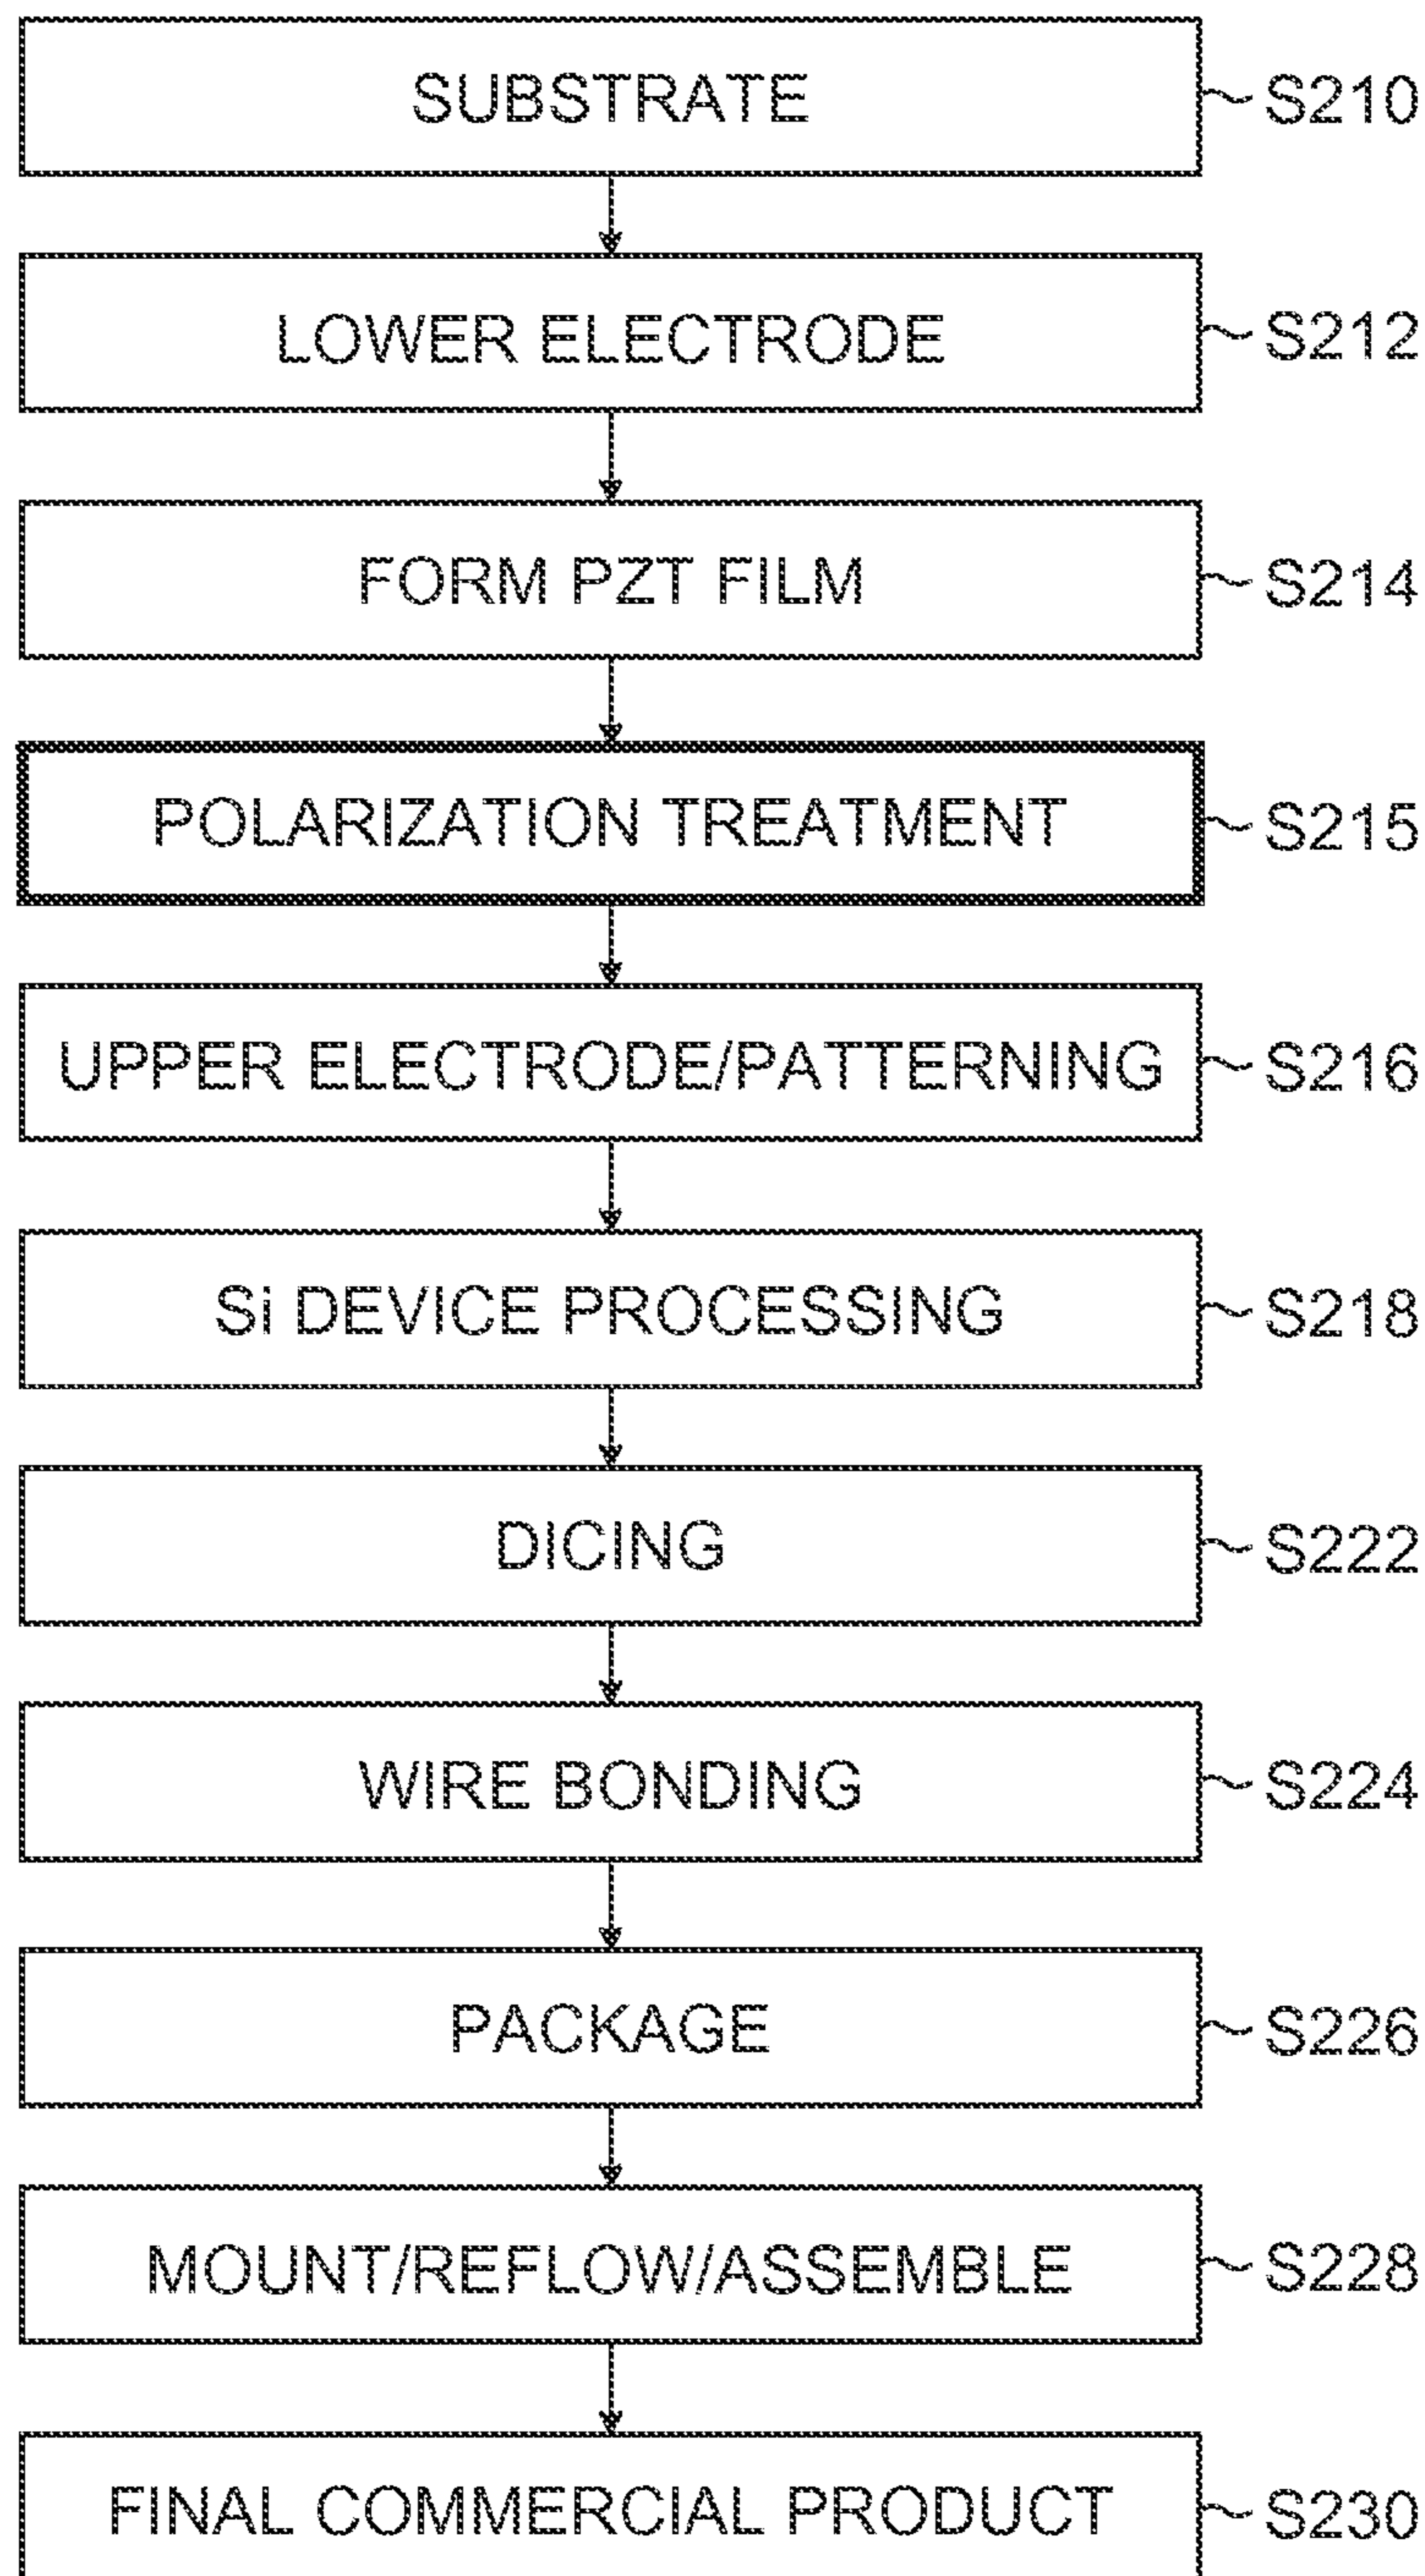 SUBSTRATE S210
LOWER ELECTRODE S212
FORM PZT FILM S214
POLARIZATION TREATMENT S215
UPPER ELECTRODE/PATTERNING S216
Si DEVICE PROCESSING S218
DICING S222
WIRE BONDING S224
PACKAGE S226
MOUNT/REFLOW/ASSEMBLE S228
FINAL COMMERCIAL PRODUCT S230